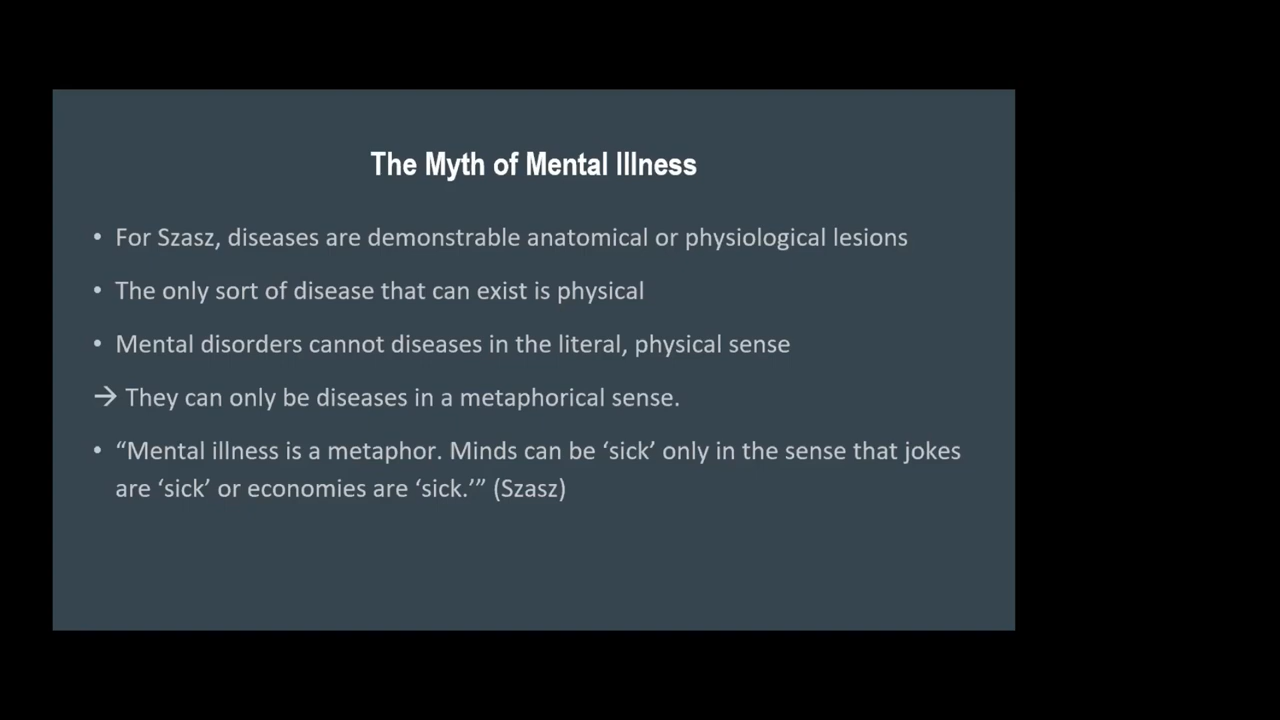 The Myth of Mental Illness
• For Szasz, diseases are demonstrable anatomical or physiological lesions
• The only sort of disease that can exist is physical
• Mental disorders cannot diseases in the literal, physical sense
→ They can only be diseases in a metaphorical sense.
• “Mental illness is a metaphor. Minds can be ‘sick’ only in the sense that jokes
are ‘sick’ or economies are ‘sick.’” (Szasz)